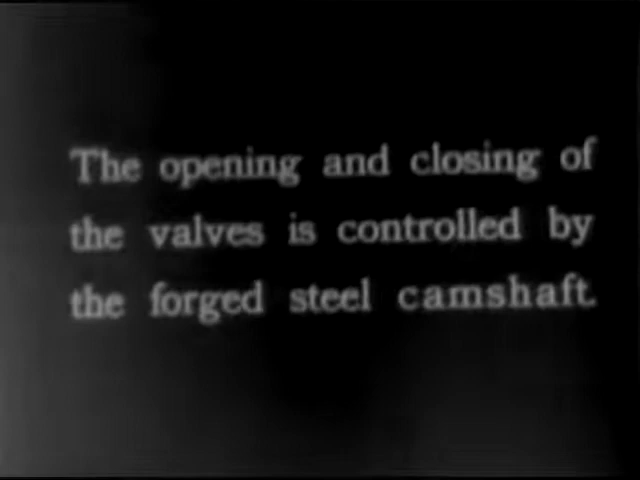 The opening and closing of
the valves is controlled by
the forged steel camshaft.